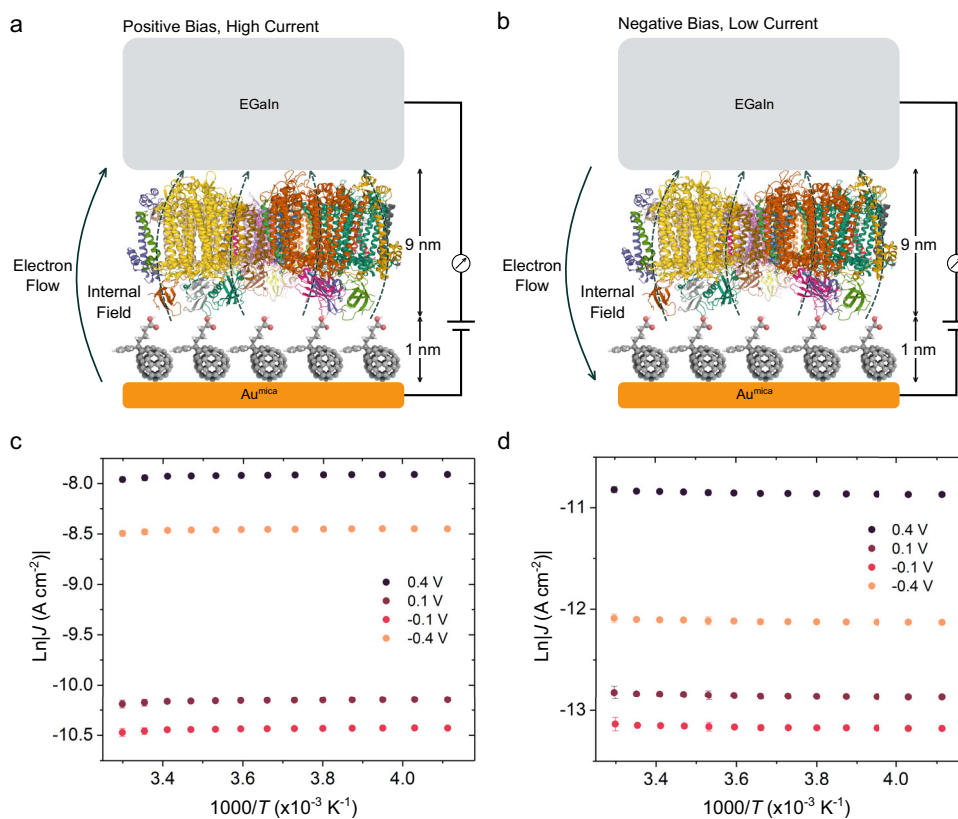 a
Positive Bias, High Current
EGaIn
Electron
Flow
Internal
Field
9 nm
1 nm
Au^mica
b
Negative Bias, Low Current
EGaIn
Electron
Flow
Internal
Field
9 nm
1 nm
Au^mica
c
Ln|J (A cm⁻²)|
-8.0
-8.5
-9.0
-9.5
-10.0
-10.5
0.4 V
0.1 V
-0.1 V
-0.4 V
3.4
3.6
3.8
4.0
1000/T (x10⁻³ K⁻¹)
d
Ln|J (A cm⁻²)|
-11
-12
-13
0.4 V
0.1 V
-0.1 V
-0.4 V
3.4
3.6
3.8
4.0
1000/T (x10⁻³ K⁻¹)